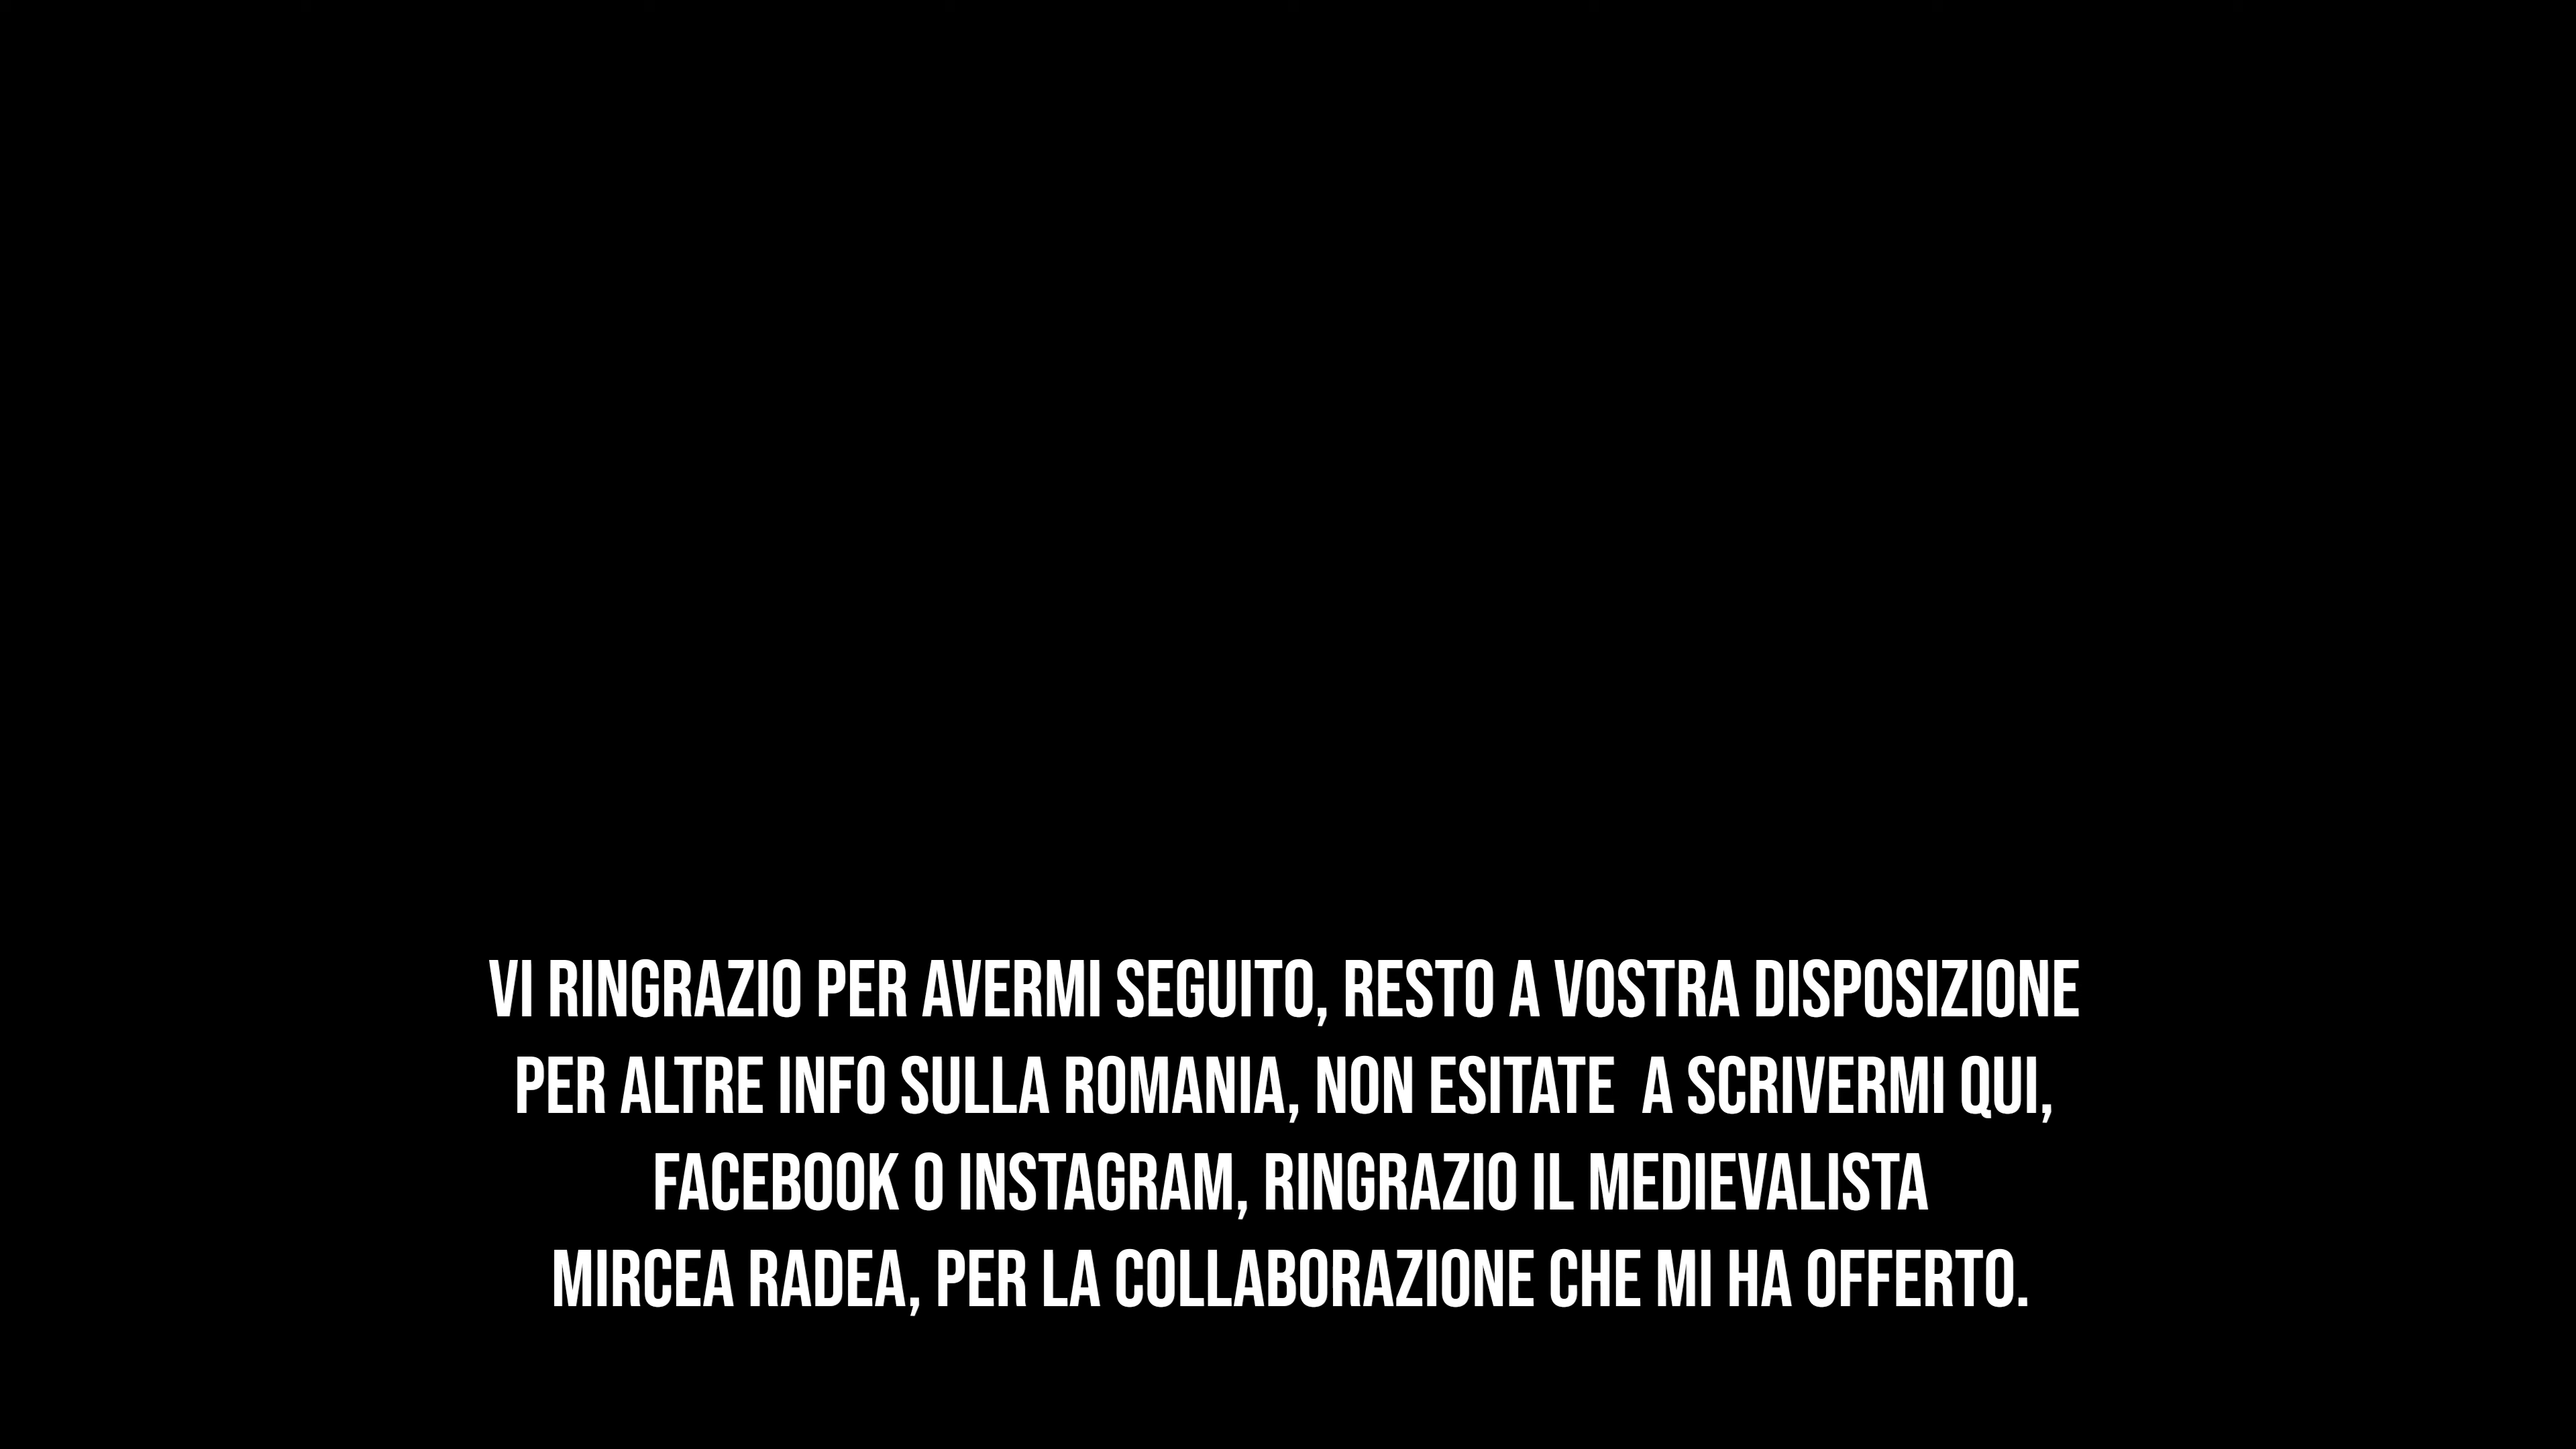 VI RINGRAZIO PER AVERMI SEGUITO, RESTO A VOSTRA DISPOSIZIONE
PER ALTRE INFO SULLA ROMANIA, NON ESITATE  A SCRIVERMI QUI,
FACEBOOK O INSTAGRAM, RINGRAZIO IL MEDIEVALISTA
MIRCEA RADEA, PER LA COLLABORAZIONE CHE MI HA OFFERTO.